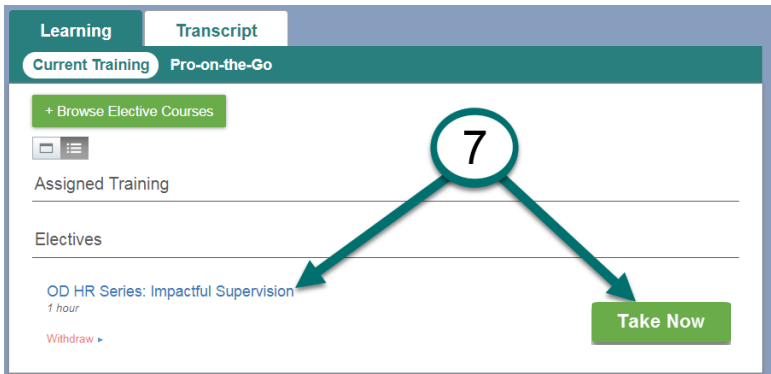 Learning Transcript
Current Training Pro-on-the-Go
+ Browse Elective Courses
7
Assigned Training
Electives
OD HR Series: Impactful Supervision
1 hour
Take Now
Withdraw ▸